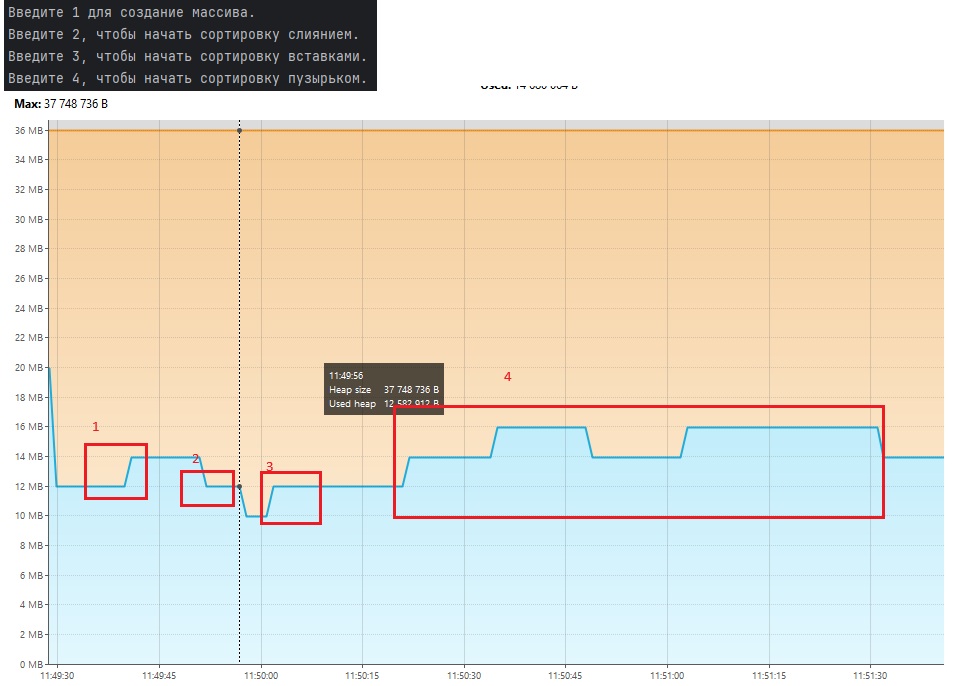 Введите 1 для создание массива.
Введите 2, чтобы начать сортировку слиянием.
Введите 3, чтобы начать сортировку вставками.
Введите 4, чтобы начать сортировку пузырьком.
Max: 37 748 736 B
36 MB
34 MB
32 MB
30 MB
28 MB
26 MB
24 MB
22 MB
20 MB
18 MB
16 MB
14 MB
12 MB
10 MB
8 MB
6 MB
4 MB
2 MB
0 MB
11:49:56
Heap size 37 748 736 B
Used heap 12 582 912 B
1
2
3
4
11:49:30
11:49:45
11:50:00
11:50:15
11:50:30
11:50:45
11:51:00
11:51:15
11:51:30